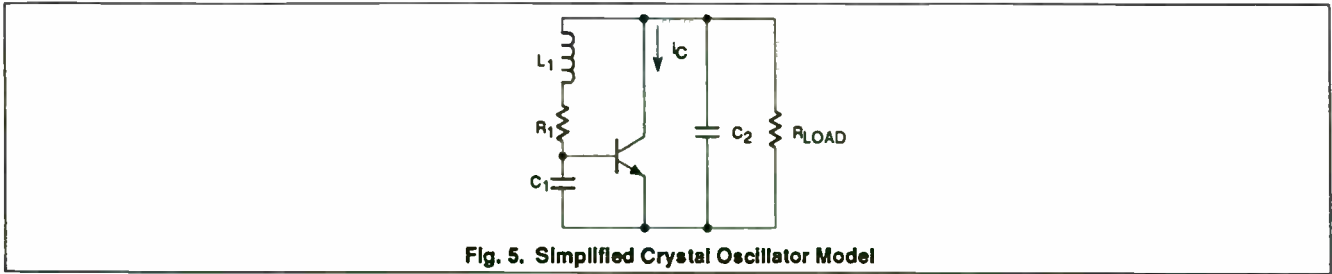 L1
iC
R1
C2
RLOAD
C1
Fig. 5. Simplified Crystal Oscillator Model